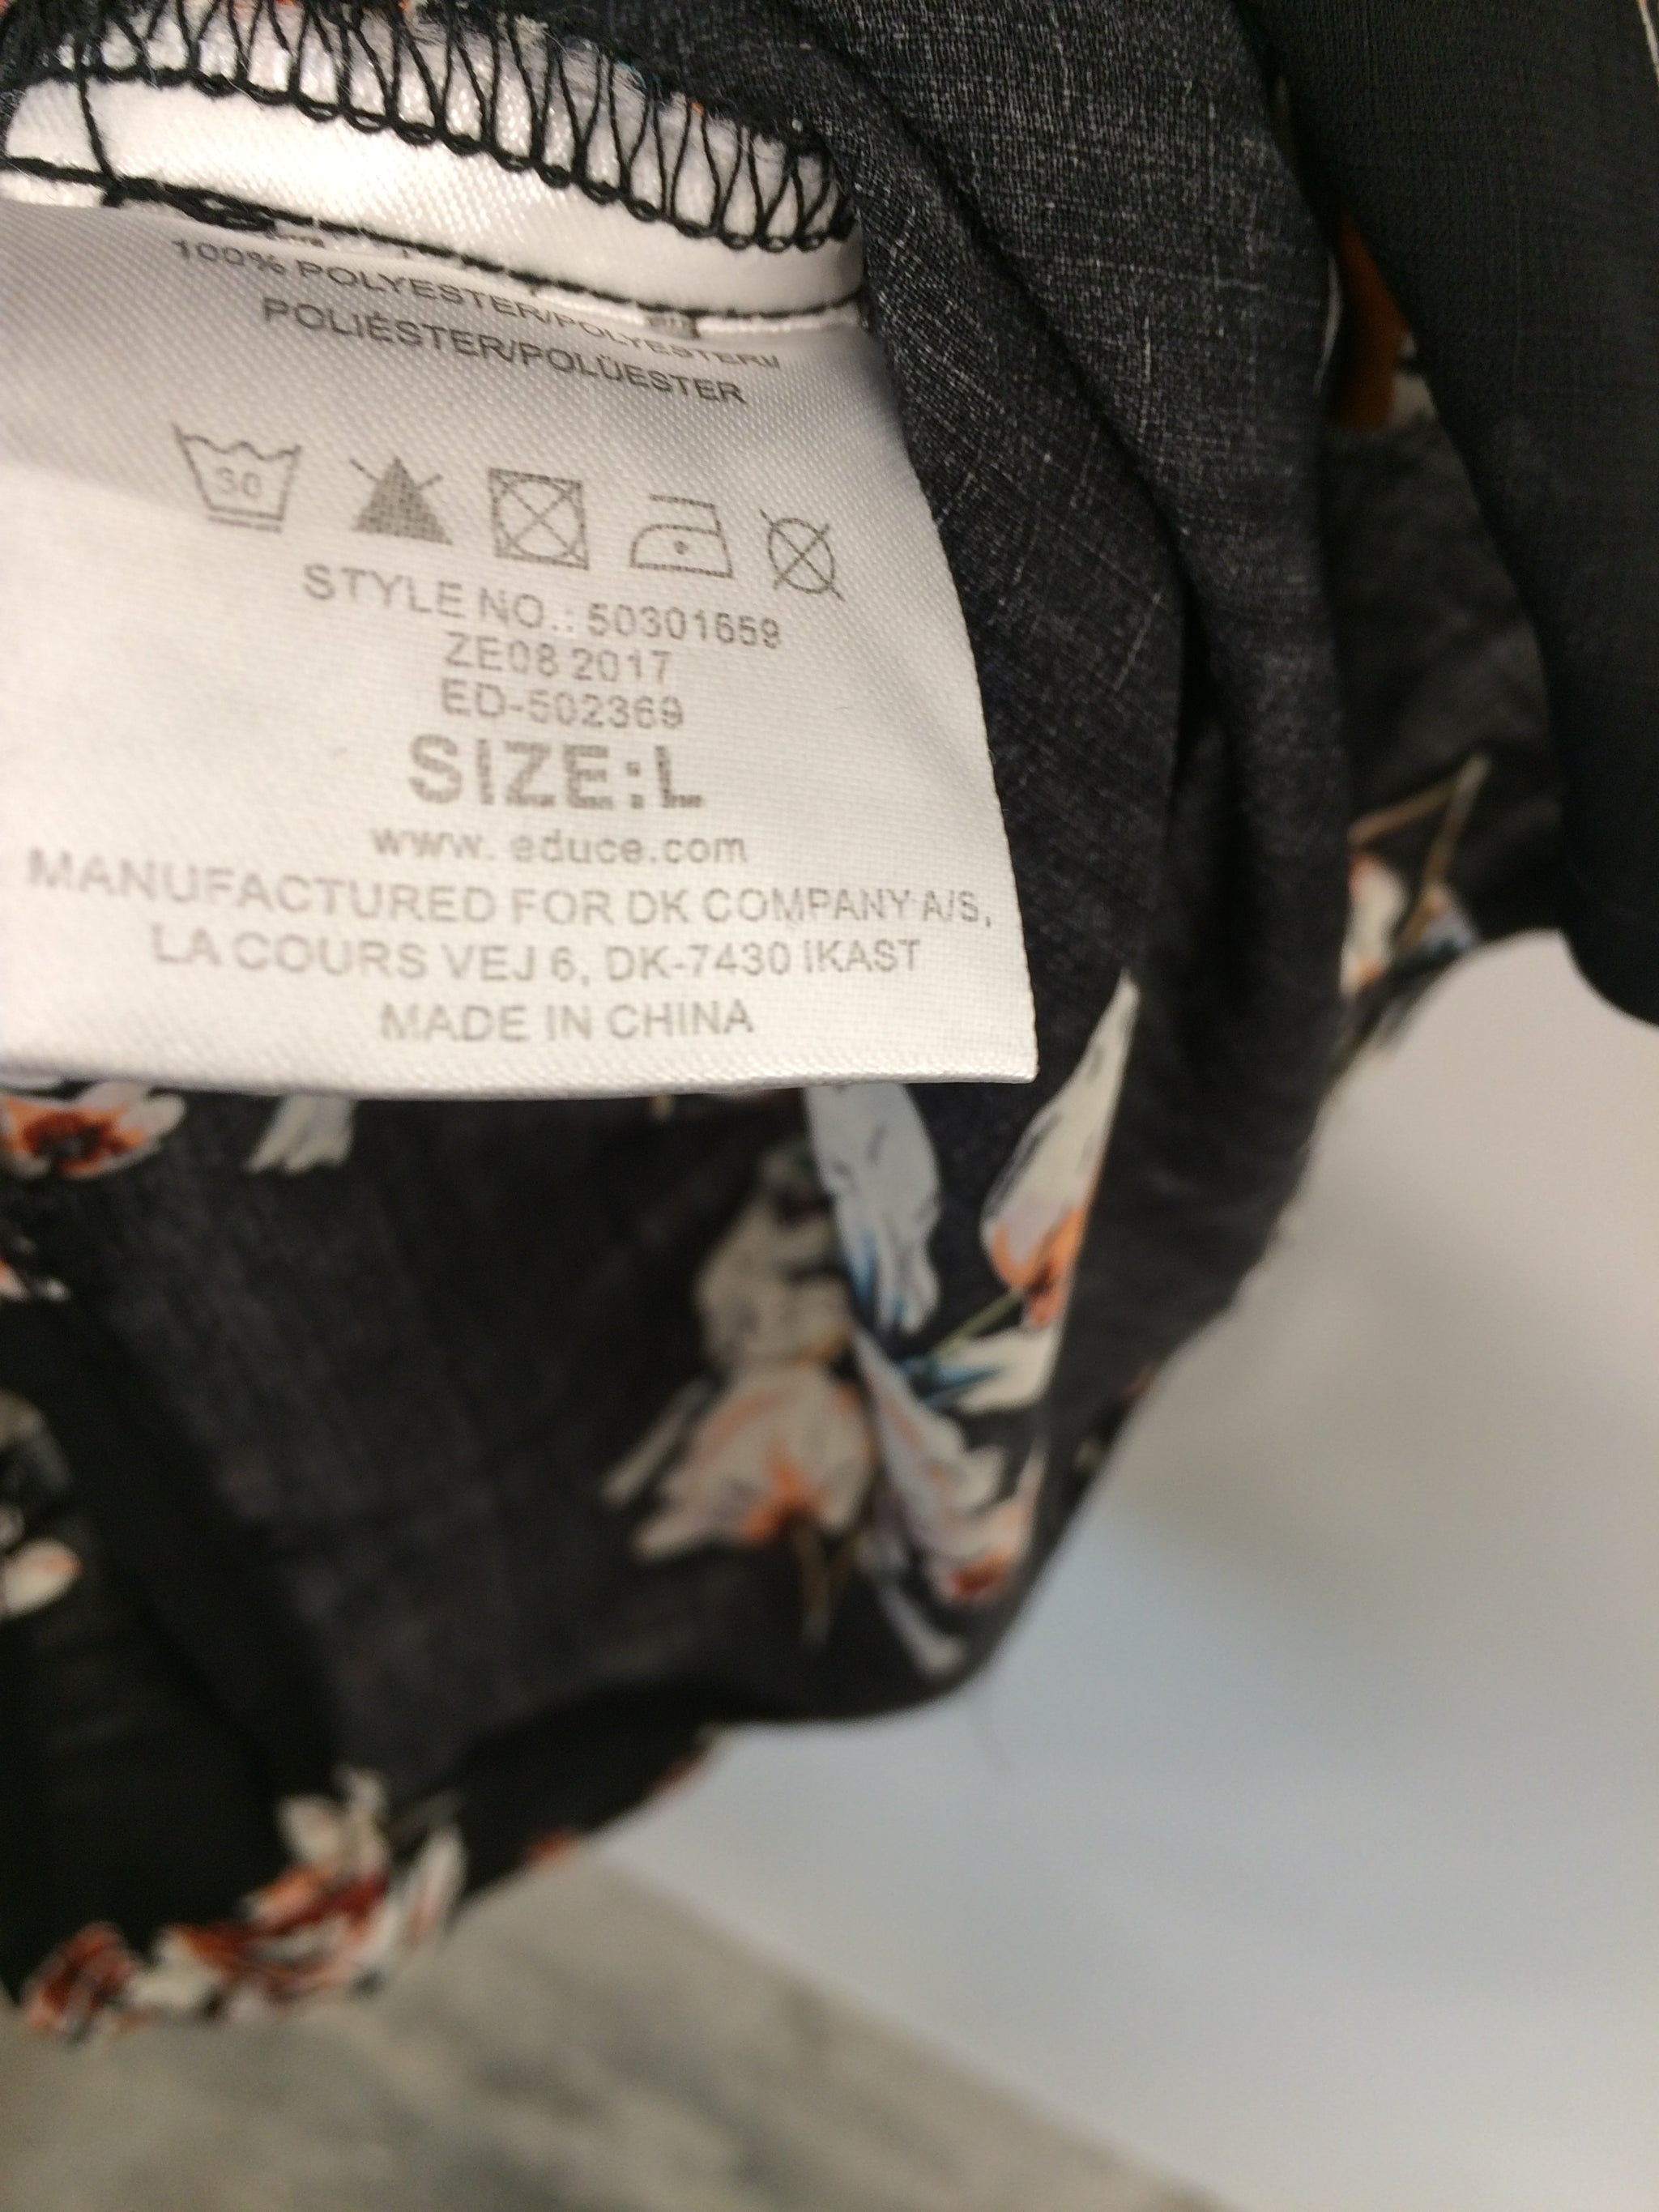 100% POLYESTER/POLYESTERI/
POLIÉSTER/POLÜESTER
30
STYLE NO.: 50301659
ZE08 2017
ED-502369
SIZE:L
www. educe.com
MANUFACTURED FOR DK COMPANY A/S,
LA COURS VEJ 6, DK-7430 IKAST
MADE IN CHINA